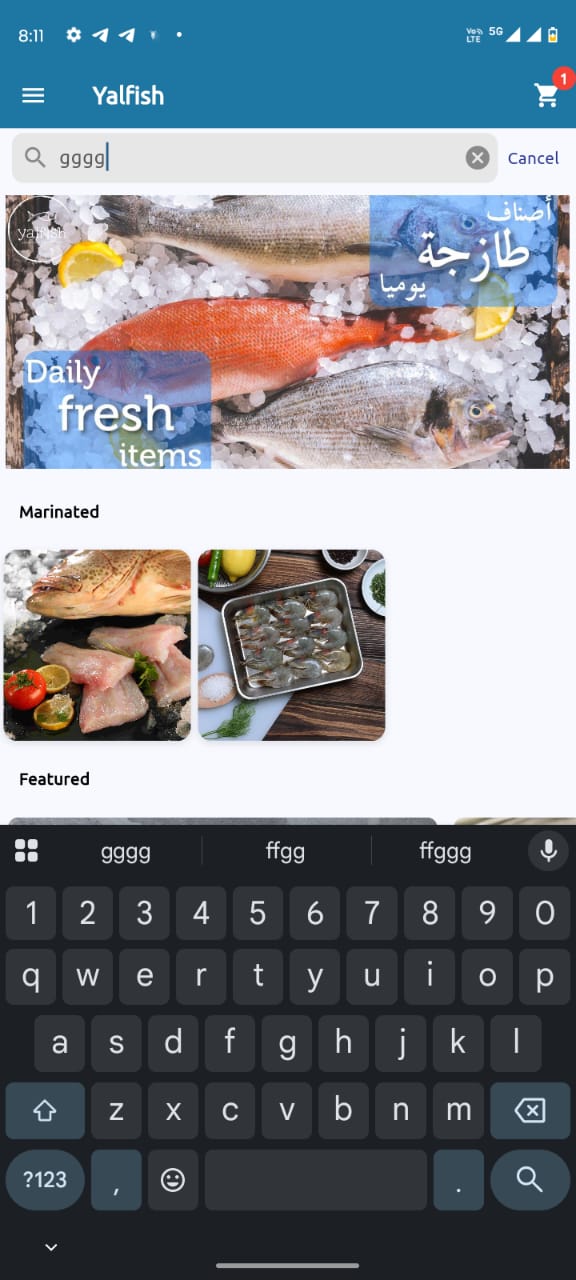 8:11
Vo)) LTE 5G
Yalfish
1
gggg
Cancel
yalfish
أصناف
طازجة
يوميا
Daily
fresh
items
Marinated
Featured
gggg ffgg ffggg
1 2 3 4 5 6 7 8 9 0
q w e r t y u i o p
a s d f g h j k l
z x c v b n m
?123 , .